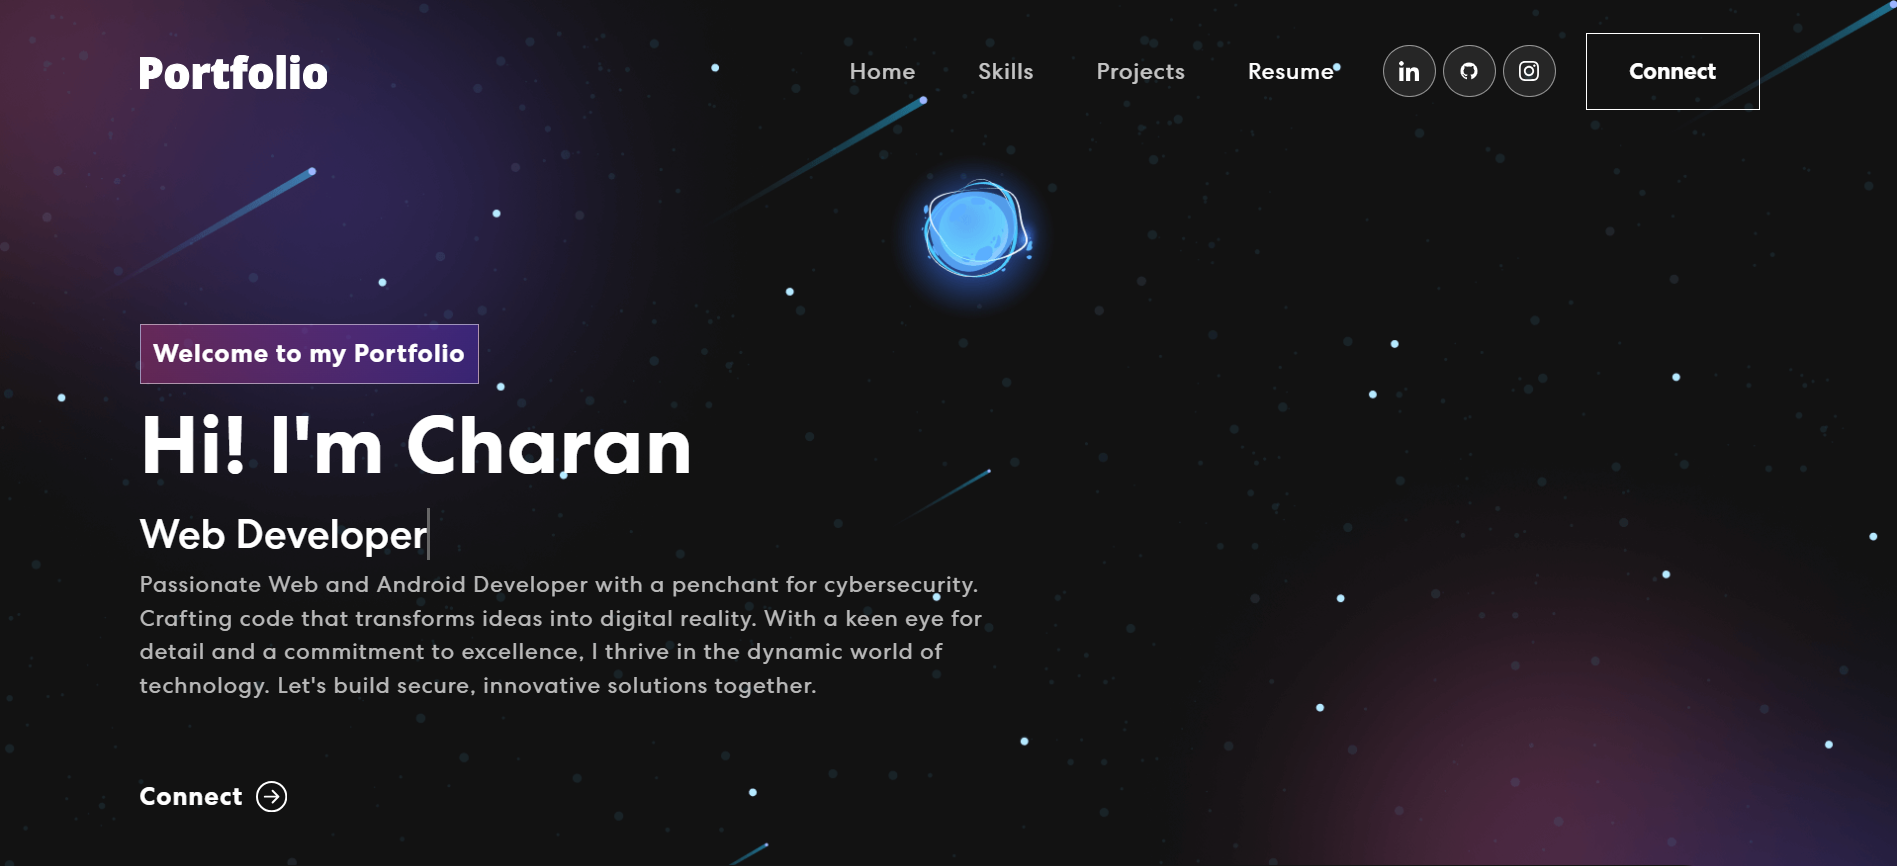 Portfolio
Home Skills Projects Resume Connect
Welcome to my Portfolio
Hi! I'm Charan
Web Developer
Passionate Web and Android Developer with a penchant for cybersecurity.
Crafting code that transforms ideas into digital reality. With a keen eye for
detail and a commitment to excellence, I thrive in the dynamic world of
technology. Let's build secure, innovative solutions together.
Connect